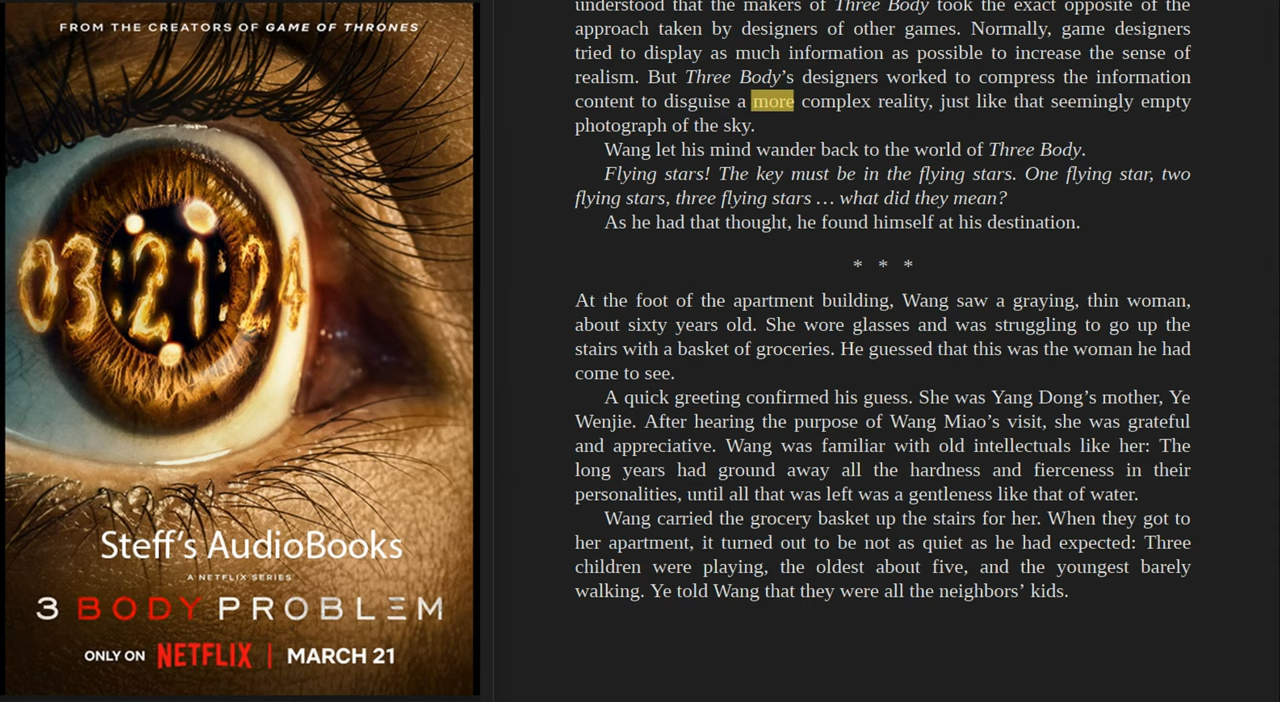 FROM THE CREATORS OF GAME OF THRONES
03:21:24
Steff's AudioBooks
A NETFLIX SERIES
3 BODY PROBLEM
ONLY ON NETFLIX | MARCH 21
understood that the makers of Three Body took the exact opposite of the
approach taken by designers of other games. Normally, game designers
tried to display as much information as possible to increase the sense of
realism. But Three Body’s designers worked to compress the information
content to disguise a more complex reality, just like that seemingly empty
photograph of the sky.
Wang let his mind wander back to the world of Three Body.
Flying stars! The key must be in the flying stars. One flying star, two
flying stars, three flying stars … what did they mean?
As he had that thought, he found himself at his destination.
* * *
At the foot of the apartment building, Wang saw a graying, thin woman,
about sixty years old. She wore glasses and was struggling to go up the
stairs with a basket of groceries. He guessed that this was the woman he had
come to see.
A quick greeting confirmed his guess. She was Yang Dong’s mother, Ye
Wenjie. After hearing the purpose of Wang Miao’s visit, she was grateful
and appreciative. Wang was familiar with old intellectuals like her: The
long years had ground away all the hardness and fierceness in their
personalities, until all that was left was a gentleness like that of water.
Wang carried the grocery basket up the stairs for her. When they got to
her apartment, it turned out to be not as quiet as he had expected: Three
children were playing, the oldest about five, and the youngest barely
walking. Ye told Wang that they were all the neighbors’ kids.